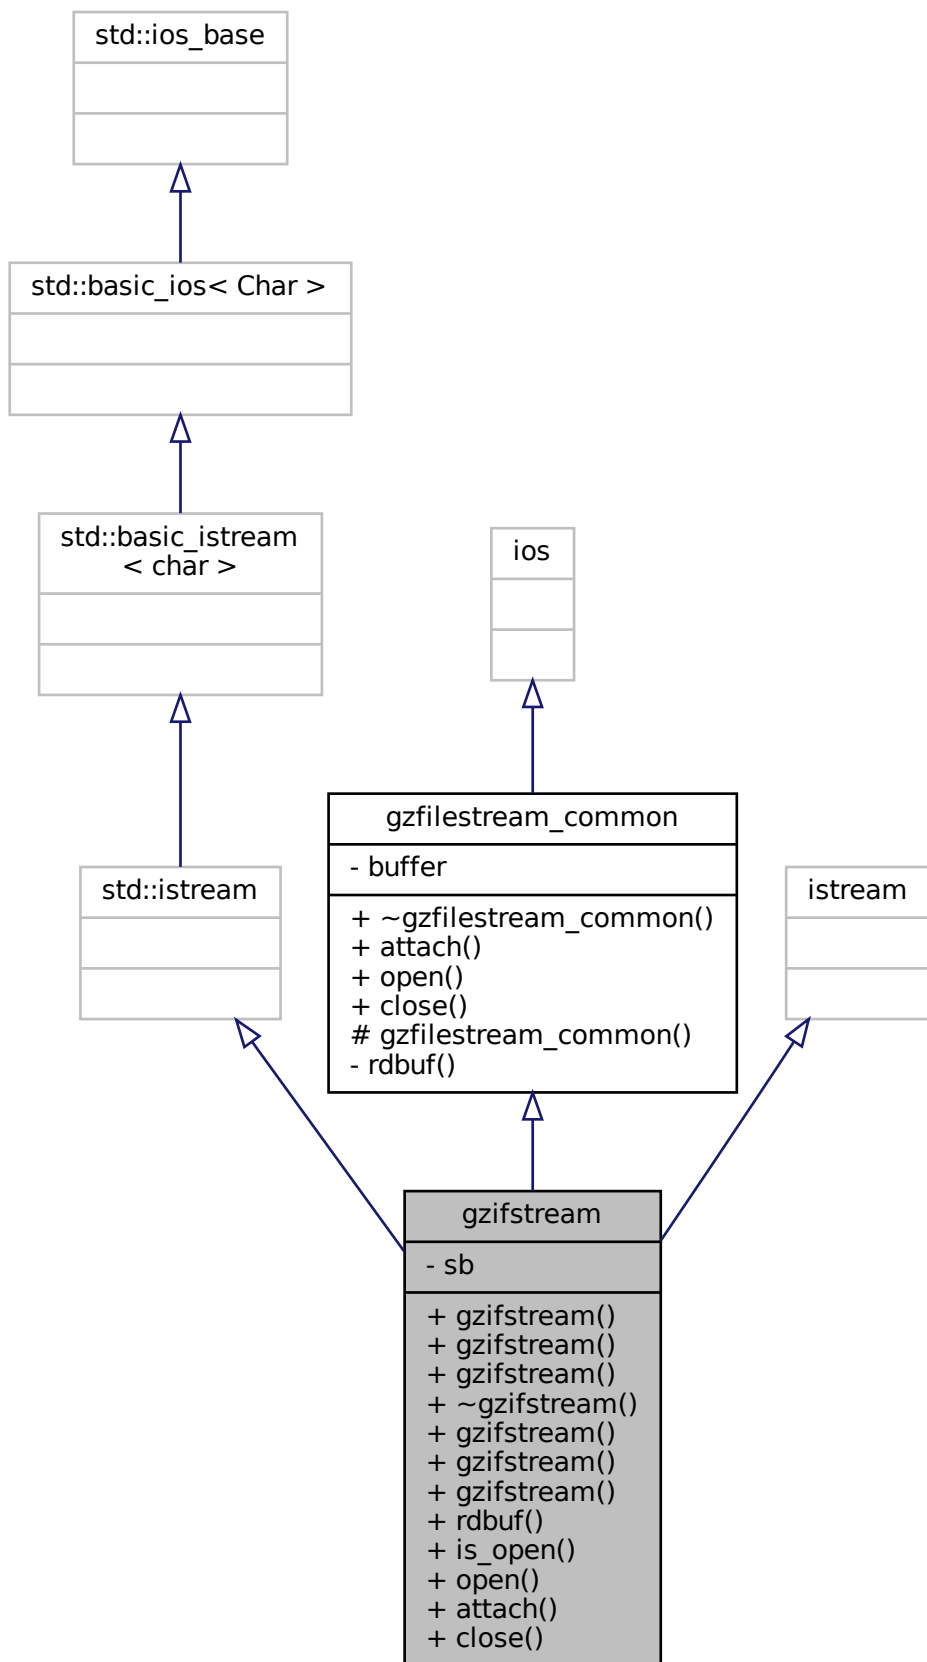 std::ios_base
std::basic_ios< Char >
std::basic_istream
< char >
ios
gzfilestream_common
- buffer
+ ~gzfilestream_common()
+ attach()
+ open()
+ close()
# gzfilestream_common()
- rdbuf()
std::istream
istream
gzifstream
- sb
+ gzifstream()
+ gzifstream()
+ gzifstream()
+ ~gzifstream()
+ gzifstream()
+ gzifstream()
+ gzifstream()
+ rdbuf()
+ is_open()
+ open()
+ attach()
+ close()